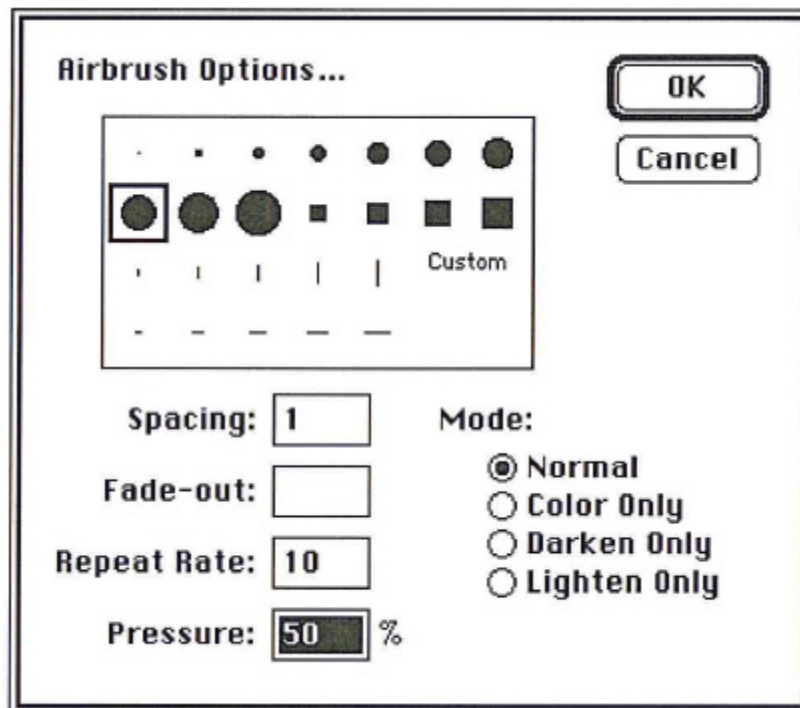 Airbrush Options...
OK
Cancel
Custom
Spacing: 1
Fade-out:
Repeat Rate: 10
Pressure: 50 %
Mode:
Normal
Color Only
Darken Only
Lighten Only